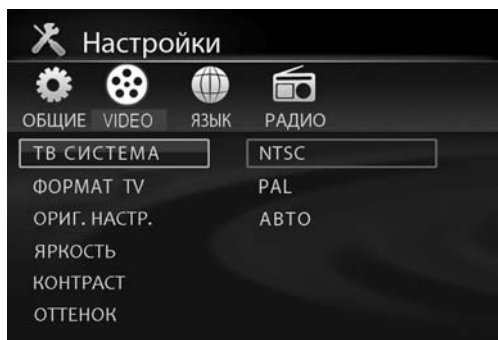 Настройки
ОБЩИЕ VIDEO ЯЗЫК РАДИО
ТВ СИСТЕМА NTSC
ФОРМАТ TV PAL
ОРИГ. НАСТР. АВТО
ЯРКОСТЬ
КОНТРАСТ
ОТТЕНОК